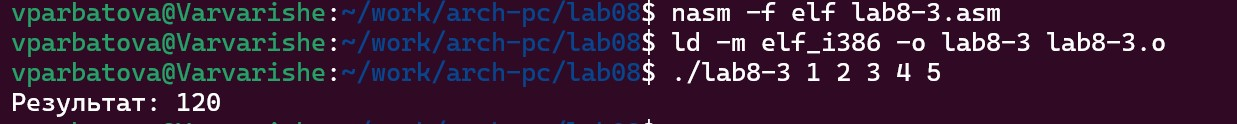 vparbatova@Varvarishe:~/work/arch-pc/lab08$ nasm -f elf lab8-3.asm
vparbatova@Varvarishe:~/work/arch-pc/lab08$ ld -m elf_i386 -o lab8-3 lab8-3.o
vparbatova@Varvarishe:~/work/arch-pc/lab08$ ./lab8-3 1 2 3 4 5
Результат: 120